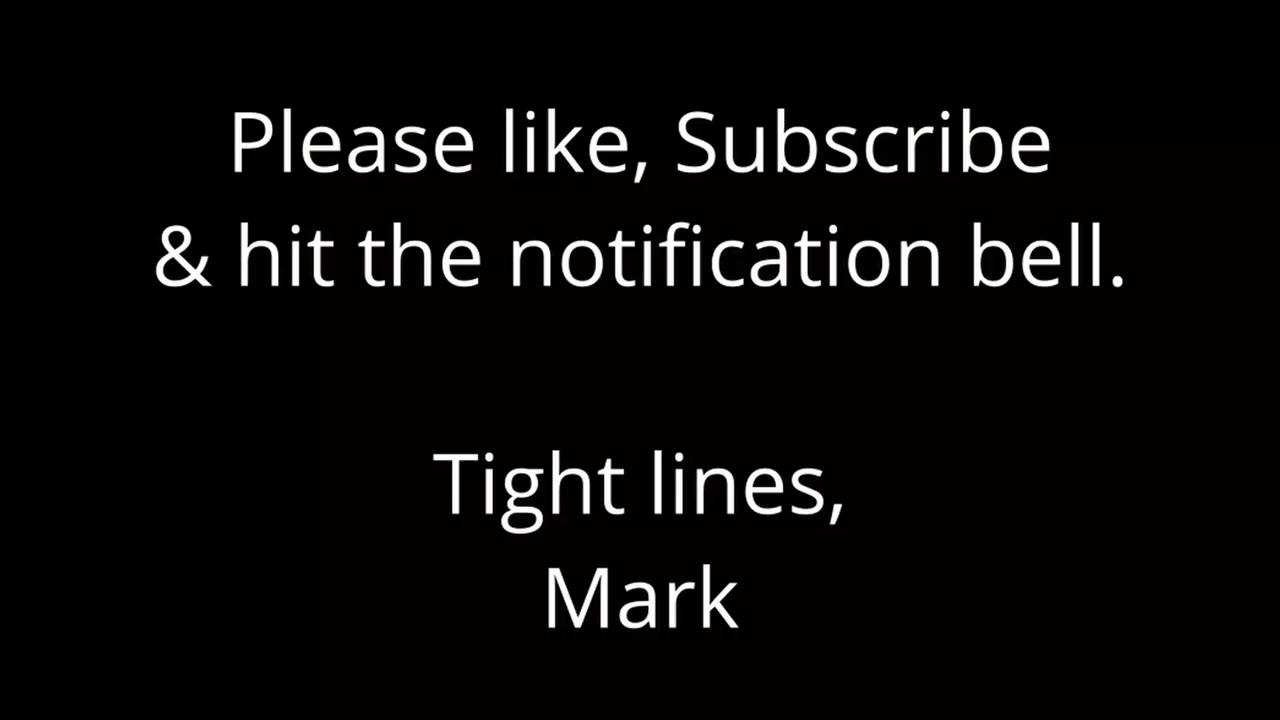 Please like, Subscribe
& hit the notification bell.
Tight lines,
Mark